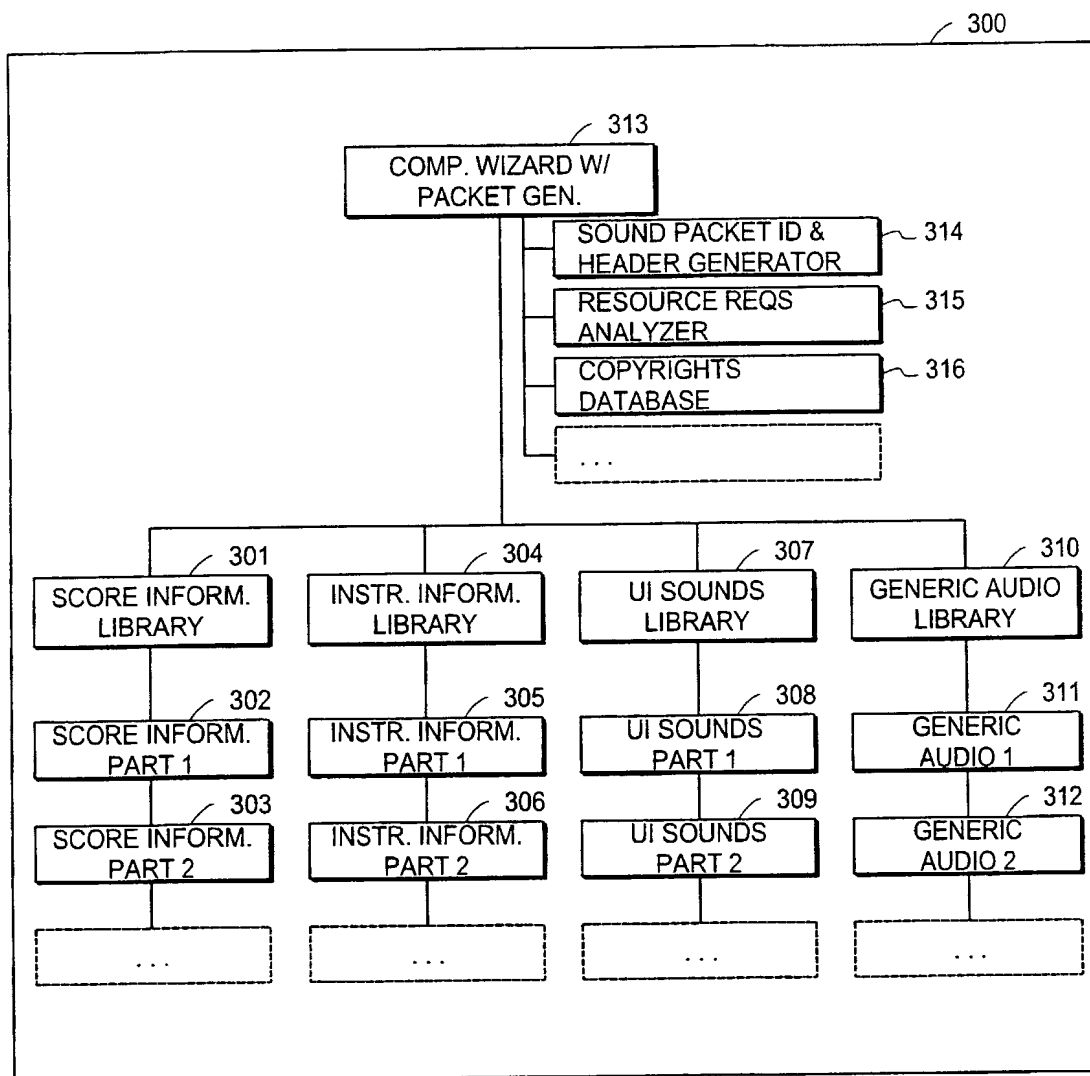 300
313
COMP. WIZARD W/
PACKET GEN.
SOUND PACKET ID &
HEADER GENERATOR
314
RESOURCE REQS
ANALYZER
315
COPYRIGHTS
DATABASE
316
. . .
301
SCORE INFORM.
LIBRARY
304
INSTR. INFORM.
LIBRARY
307
UI SOUNDS
LIBRARY
310
GENERIC AUDIO
LIBRARY
302
SCORE INFORM.
PART 1
305
INSTR. INFORM.
PART 1
308
UI SOUNDS
PART 1
311
GENERIC
AUDIO 1
303
SCORE INFORM.
PART 2
306
INSTR. INFORM.
PART 2
309
UI SOUNDS
PART 2
312
GENERIC
AUDIO 2
. . .
. . .
. . .
. . .